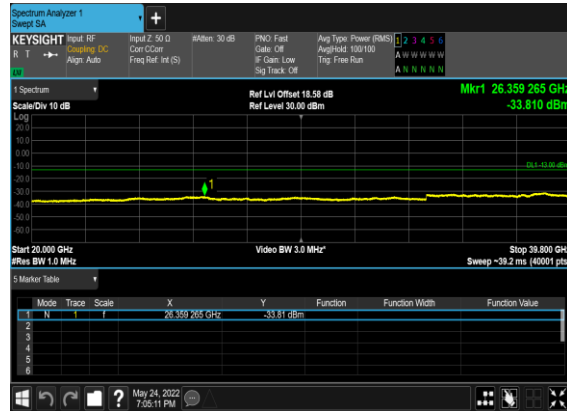 Spectrum Analyzer 1
Swept SA
+
KEYSIGHT Input: RF Input Z: 50 Ω #Atten: 30 dB PNO: Fast Avg Type: Power (RMS) 1 2 3 4 5 6
R T Coupling: DC Corr CCorr Gate: Off Avg|Hold: 100/100 A W W W W W
Align: Auto Freq Ref: Int (S) IF Gain: Low Trig: Free Run
Sig Track: Off A N N N N N
LW
1 Spectrum Ref Lvl Offset 18.58 dB Mkr1 26.359 265 GHz
Scale/Div 10 dB Ref Level 30.00 dBm -33.810 dBm
Log
20.0
10.0
0.00
-10.0 DL1 -13.00 dBm
-20.0
-30.0 1
-40.0
-50.0
-60.0
Start 20.000 GHz Video BW 3.0 MHz* Stop 39.800 GHz
#Res BW 1.0 MHz Sweep ~39.2 ms (40001 pts
5 Marker Table
Mode Trace Scale X Y Function Function Width Function Value
1 N 1 f 26.359 265 GHz -33.81 dBm
2
3
4
5
6
? May 24, 2022
7:05:11 PM